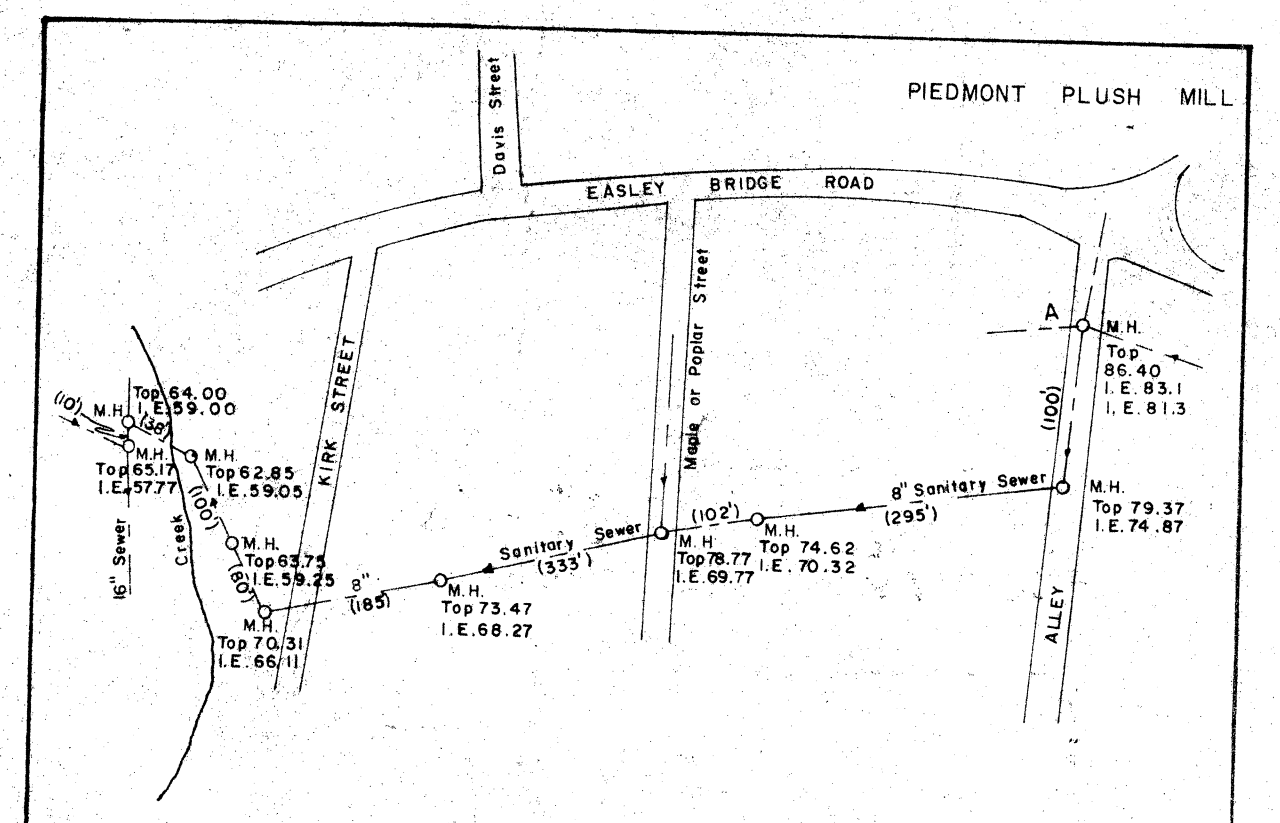 PIEDMONT PLUSH MILL
Davis Street
EASLEY BRIDGE ROAD
Maple or Poplar Street
KIRK STREET
A
M.H.
Top
86.40
I.E. 83.1
I.E. 81.3
(100')
Top 64.00
I.E. 59.00
(10')
M.H.
(38')
M.H.
Top 65.17
I.E. 57.77
M.H.
Top 62.85
I.E. 59.05
(100')
16" Sewer
Creek
M.H.
Top 63.75
I.E. 59.25
(80')
M.H.
Top 70.31
I.E. 66.11
8"
(185')
M.H.
Top 73.47
I.E. 68.27
Sanitary Sewer
(333')
M.H
Top 78.77
I.E. 69.77
(102')
M.H.
Top 74.62
I.E. 70.32
8" Sanitary Sewer
(295')
M.H.
Top 79.37
I.E. 74.87
ALLEY